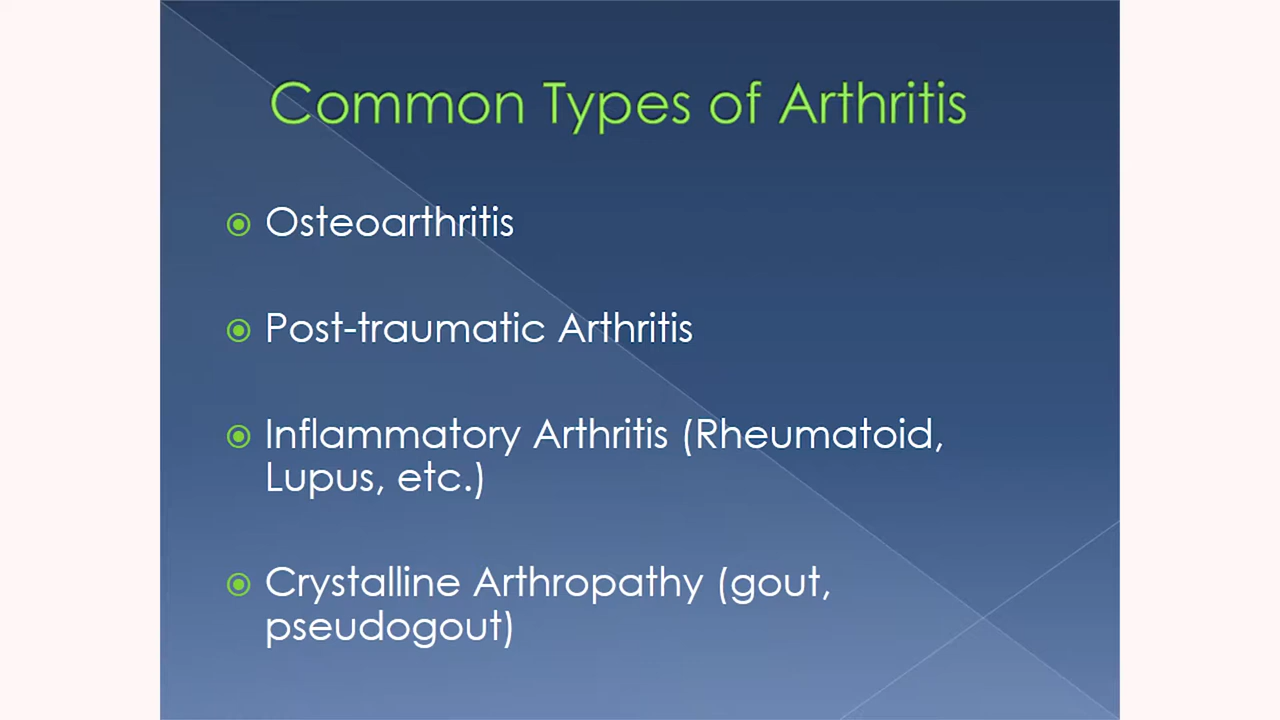 Common Types of Arthritis
Osteoarthritis
Post-traumatic Arthritis
Inflammatory Arthritis (Rheumatoid,
Lupus, etc.)
Crystalline Arthropathy (gout,
pseudogout)